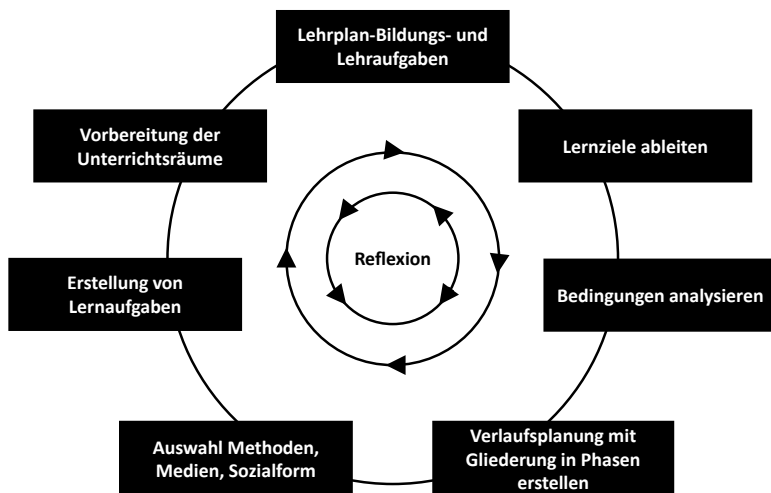 Lehrplan-Bildungs- und
Lehraufgaben
Lernziele ableiten
Bedingungen analysieren
Verlaufsplanung mit
Gliederung in Phasen
erstellen
Auswahl Methoden,
Medien, Sozialform
Erstellung von
Lernaufgaben
Vorbereitung der
Unterrichtsräume
Reflexion